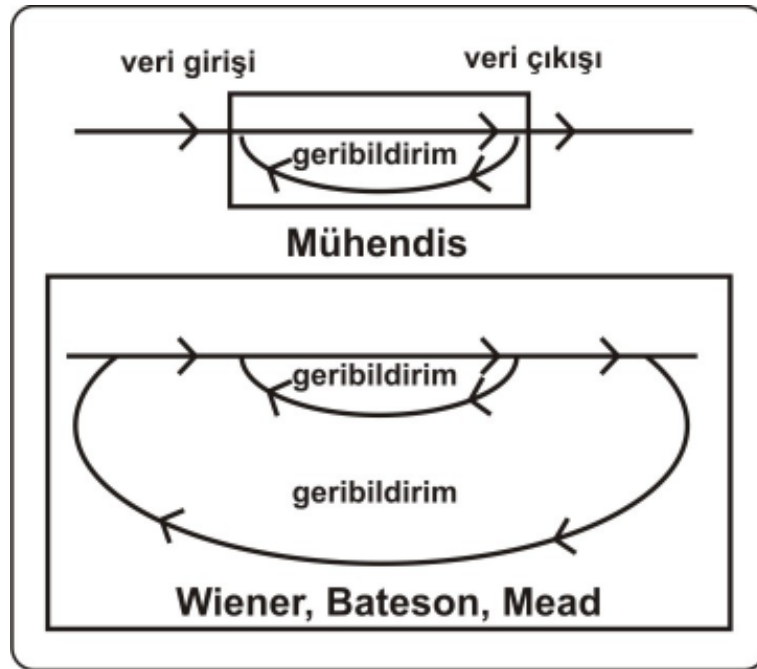 veri girişi
veri çıkışı
geribildirim
Mühendis
geribildirim
geribildirim
Wiener, Bateson, Mead